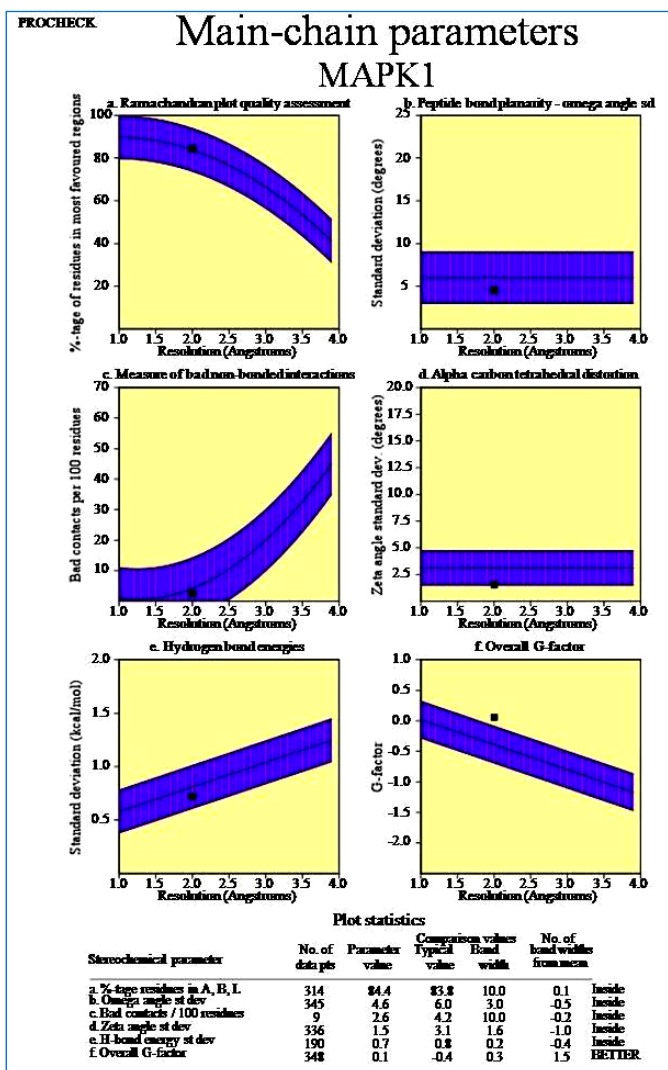 PROCHECK
Main-chain parameters
MAPK1
a. Ramachandran plot quality assessment
%-tage of residues in most favoured regions
100
80
60
40
20
1.0 1.5 2.0 2.5 3.0 3.5 4.0
Resolution (Angstroms)
b. Peptide bond planarity - omega angle sd
Standard deviation (degrees)
25
20
15
10
5
1.0 1.5 2.0 2.5 3.0 3.5 4.0
Resolution (Angstroms)
c. Measure of bad non-bonded interactions
Bad contacts per 100 residues
70
60
50
40
30
20
10
1.0 1.5 2.0 2.5 3.0 3.5 4.0
Resolution (Angstroms)
d. Alpha carbon tetrahedral distortion
Zeta angle standard dev. (degrees)
20.0
17.5
15.0
12.5
10.0
7.5
5.0
2.5
1.0 1.5 2.0 2.5 3.0 3.5 4.0
Resolution (Angstroms)
e. Hydrogen bond energies
Standard deviation (kcal/mol)
2.0
1.5
1.0
0.5
1.0 1.5 2.0 2.5 3.0 3.5 4.0
Resolution (Angstroms)
f. Overall G-factor
G-factor
1.0
0.5
0.0
-0.5
-1.0
-1.5
-2.0
1.0 1.5 2.0 2.5 3.0 3.5 4.0
Resolution (Angstroms)
Plot statistics
Comparison values
Stereochemical parameter No. of data pts Parameter value Typical value Band width No. of band widths from mean
a. %-tage residues in A, B, L 314 84.4 83.8 10.0 0.1 Inside
b. Omega angle st dev 345 4.6 6.0 3.0 -0.5 Inside
c. Bad contacts / 100 residues 9 2.6 4.2 10.0 -0.2 Inside
d. Zeta angle st dev 336 1.5 3.1 1.6 -1.0 Inside
e. H-bond energy st dev 190 0.7 0.8 0.2 -0.4 Inside
f. Overall G-factor 348 0.1 -0.4 0.3 1.5 BETTER